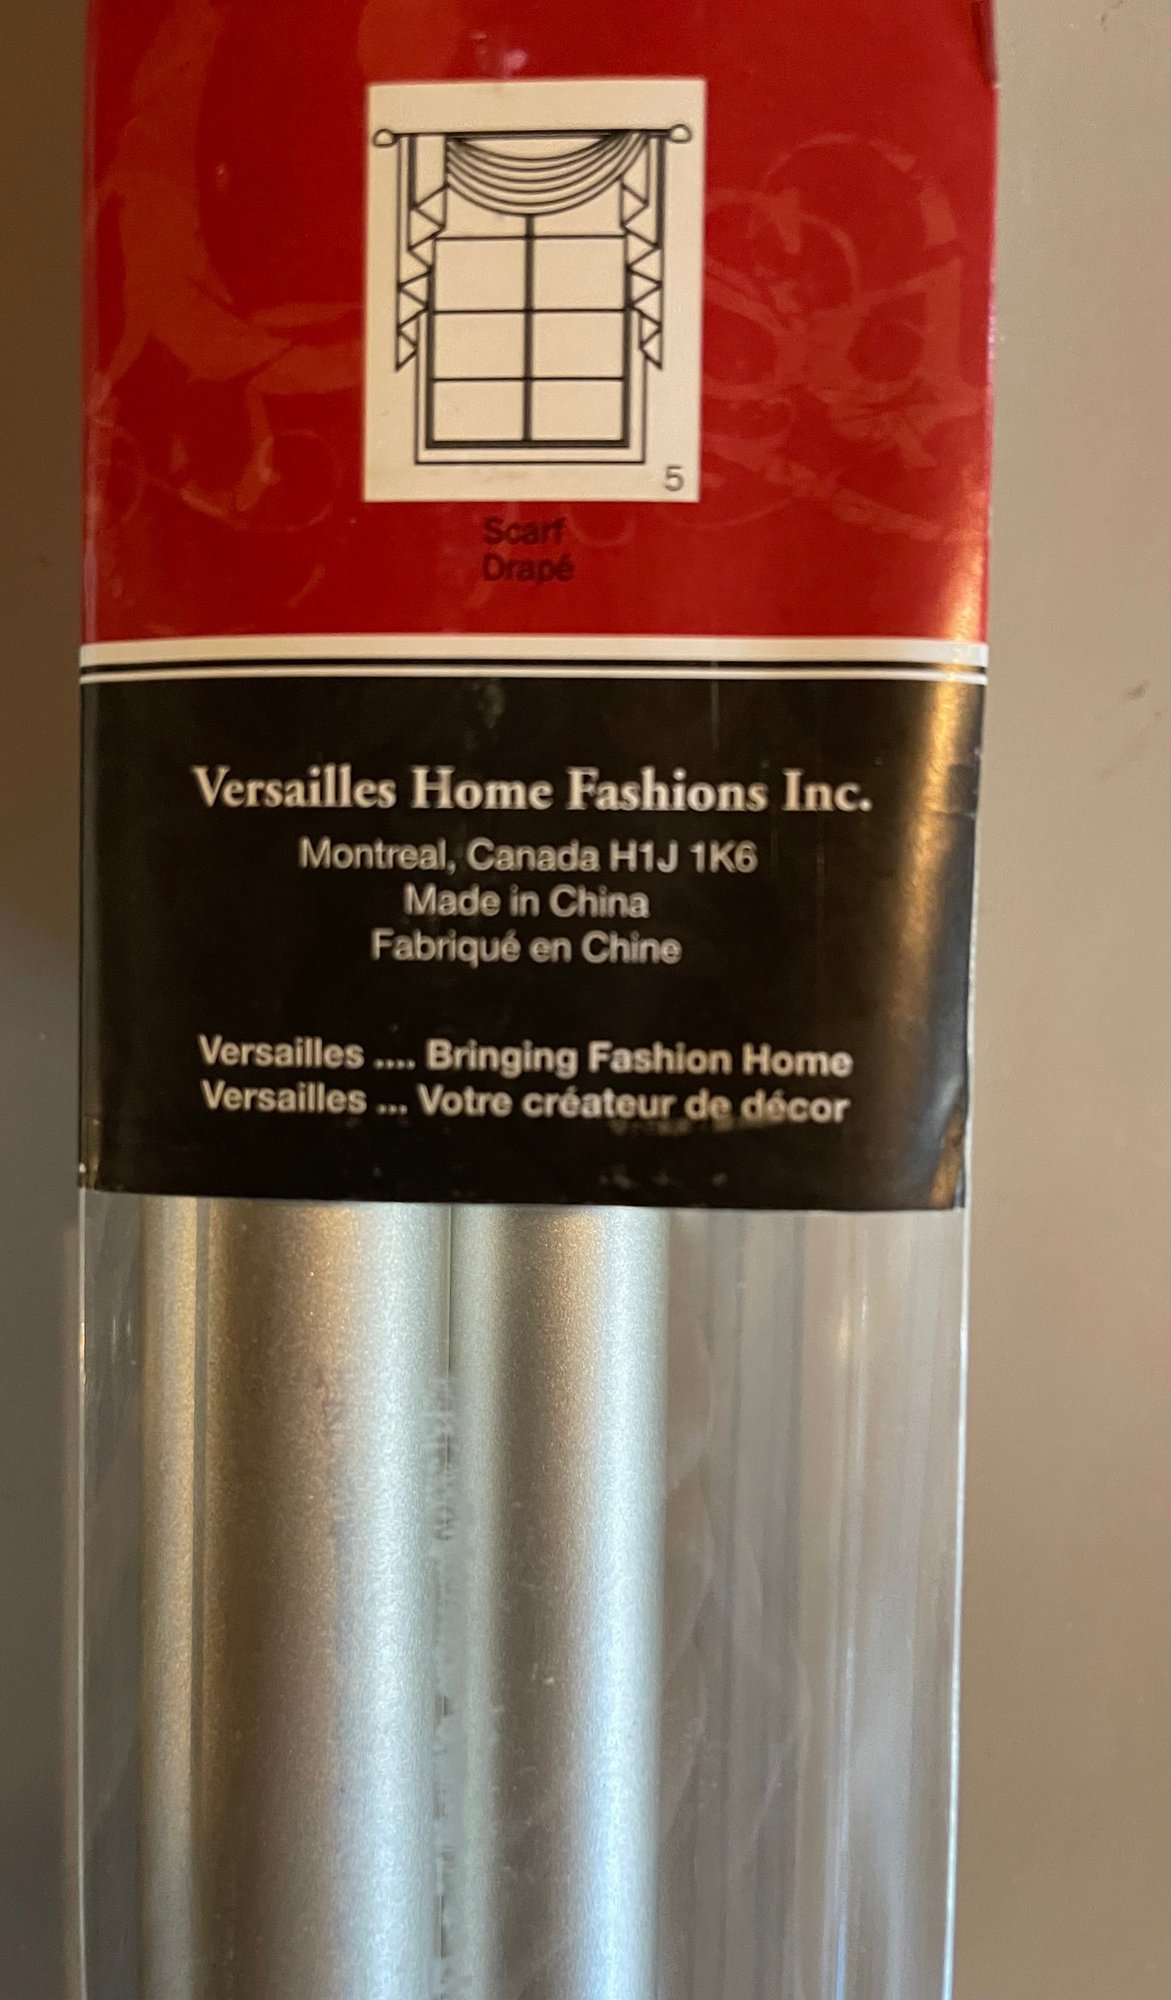 5
Scarf
Drapé
Versailles Home Fashions Inc.
Montreal, Canada H1J 1K6
Made in China
Fabriqué en Chine
Versailles .... Bringing Fashion Home
Versailles ... Votre créateur de décor